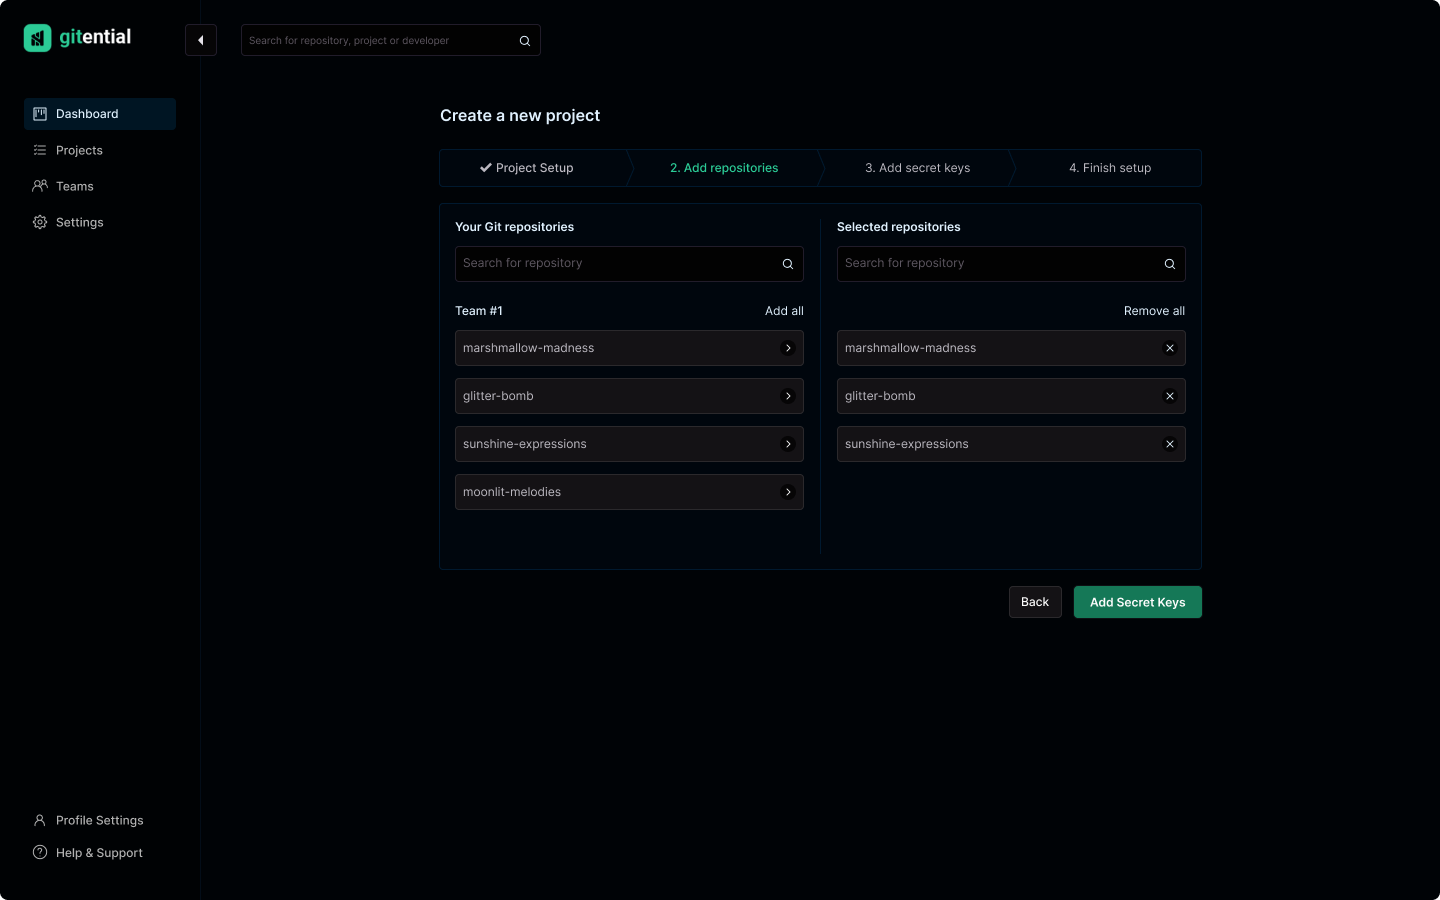 gitential
Search for repository, project or developer
Dashboard
Projects
Teams
Settings
Create a new project
Project Setup
2. Add repositories
3. Add secret keys
4. Finish setup
Your Git repositories
Search for repository
Team #1
Add all
marshmallow-madness
glitter-bomb
sunshine-expressions
moonlit-melodies
Selected repositories
Search for repository
Remove all
marshmallow-madness
glitter-bomb
sunshine-expressions
Back
Add Secret Keys
Profile Settings
Help & Support